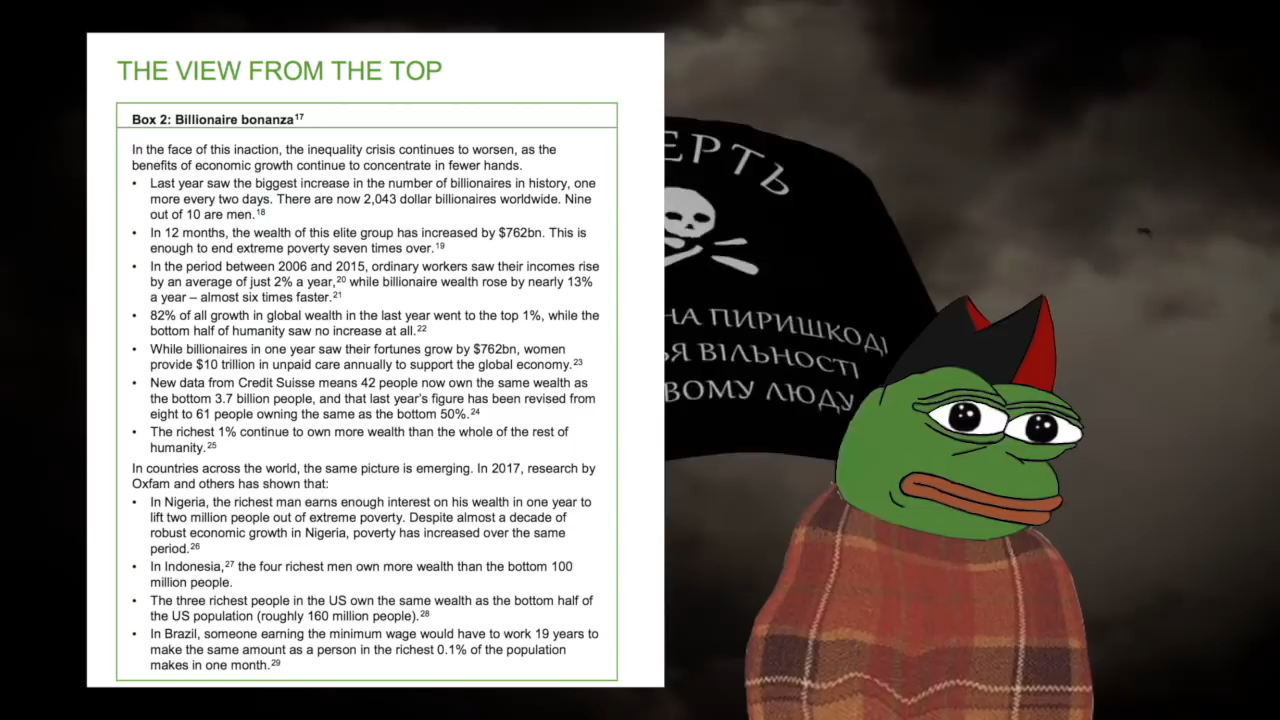 THE VIEW FROM THE TOP
Box 2: Billionaire bonanza¹⁷
In the face of this inaction, the inequality crisis continues to worsen, as the
benefits of economic growth continue to concentrate in fewer hands.
• Last year saw the biggest increase in the number of billionaires in history, one
more every two days. There are now 2,043 dollar billionaires worldwide. Nine
out of 10 are men.¹⁸
• In 12 months, the wealth of this elite group has increased by $762bn. This is
enough to end extreme poverty seven times over.¹⁹
• In the period between 2006 and 2015, ordinary workers saw their incomes rise
by an average of just 2% a year,²⁰ while billionaire wealth rose by nearly 13%
a year – almost six times faster.²¹
• 82% of all growth in global wealth in the last year went to the top 1%, while the
bottom half of humanity saw no increase at all.²²
• While billionaires in one year saw their fortunes grow by $762bn, women
provide $10 trillion in unpaid care annually to support the global economy.²³
• New data from Credit Suisse means 42 people now own the same wealth as
the bottom 3.7 billion people, and that last year's figure has been revised from
eight to 61 people owning the same as the bottom 50%.²⁴
• The richest 1% continue to own more wealth than the whole of the rest of
humanity.²⁵
In countries across the world, the same picture is emerging. In 2017, research by
Oxfam and others has shown that:
• In Nigeria, the richest man earns enough interest on his wealth in one year to
lift two million people out of extreme poverty. Despite almost a decade of
robust economic growth in Nigeria, poverty has increased over the same
period.²⁶
• In Indonesia,²⁷ the four richest men own more wealth than the bottom 100
million people.
• The three richest people in the US own the same wealth as the bottom half of
the US population (roughly 160 million people).²⁸
• In Brazil, someone earning the minimum wage would have to work 19 years to
make the same amount as a person in the richest 0.1% of the population
makes in one month.²⁹
ЕРТЬ
НА ПИРИШКОДІ
Я ВІЛЬНОСТІ
ВОМУ ЛЮДУ